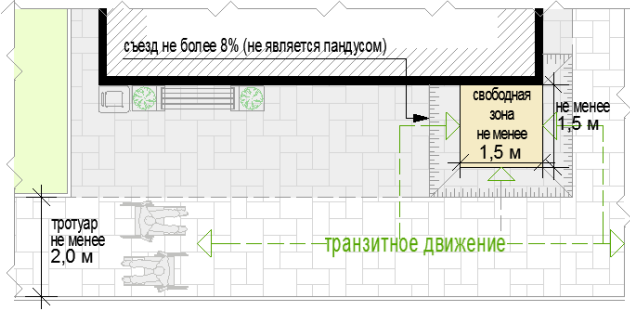 съезд не более 8% (не является пандусом)
свободная
зона
не менее
1,5 м
не менее
1,5 м
тротуар
не менее
2,0 м
транзитное движение